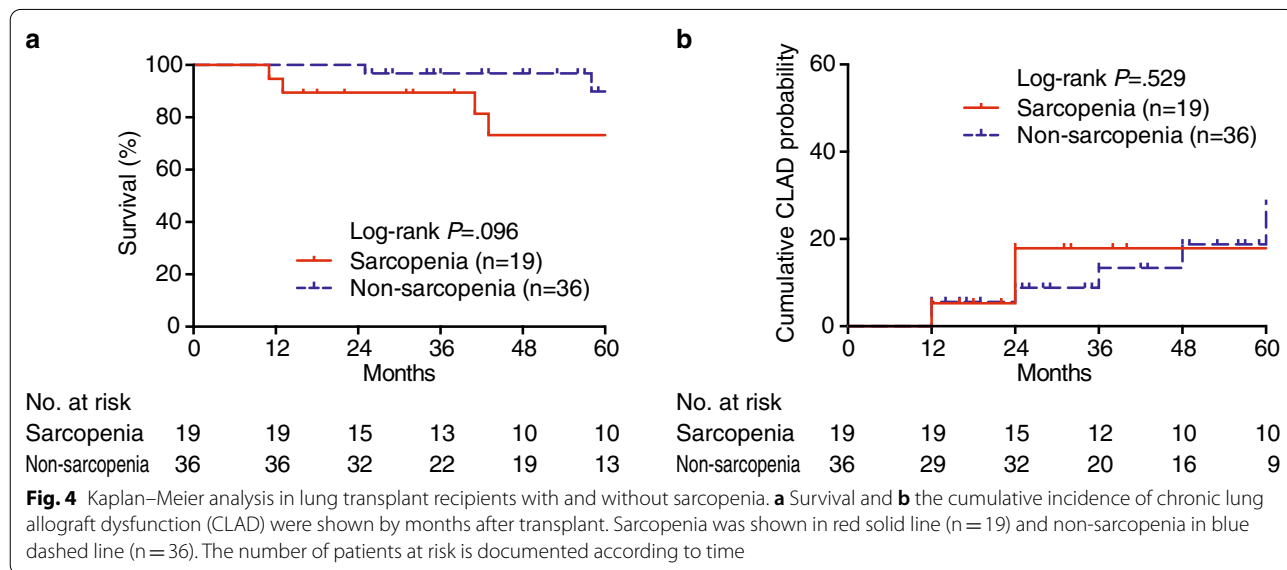 a
Survival (%)
100
80
60
40
20
0
Log-rank P=.096
Sarcopenia (n=19)
Non-sarcopenia (n=36)
0 12 24 36 48 60
Months
No. at risk
Sarcopenia 19 19 15 13 10 10
Non-sarcopenia 36 36 32 22 19 13
b
Cumulative CLAD probability
60
40
20
0
Log-rank P=.529
Sarcopenia (n=19)
Non-sarcopenia (n=36)
0 12 24 36 48 60
Months
No. at risk
Sarcopenia 19 19 15 12 10 10
Non-sarcopenia 36 29 32 20 16 9
Fig. 4 Kaplan–Meier analysis in lung transplant recipients with and without sarcopenia. a Survival and b the cumulative incidence of chronic lung
allograft dysfunction (CLAD) were shown by months after transplant. Sarcopenia was shown in red solid line (n = 19) and non-sarcopenia in blue
dashed line (n = 36). The number of patients at risk is documented according to time